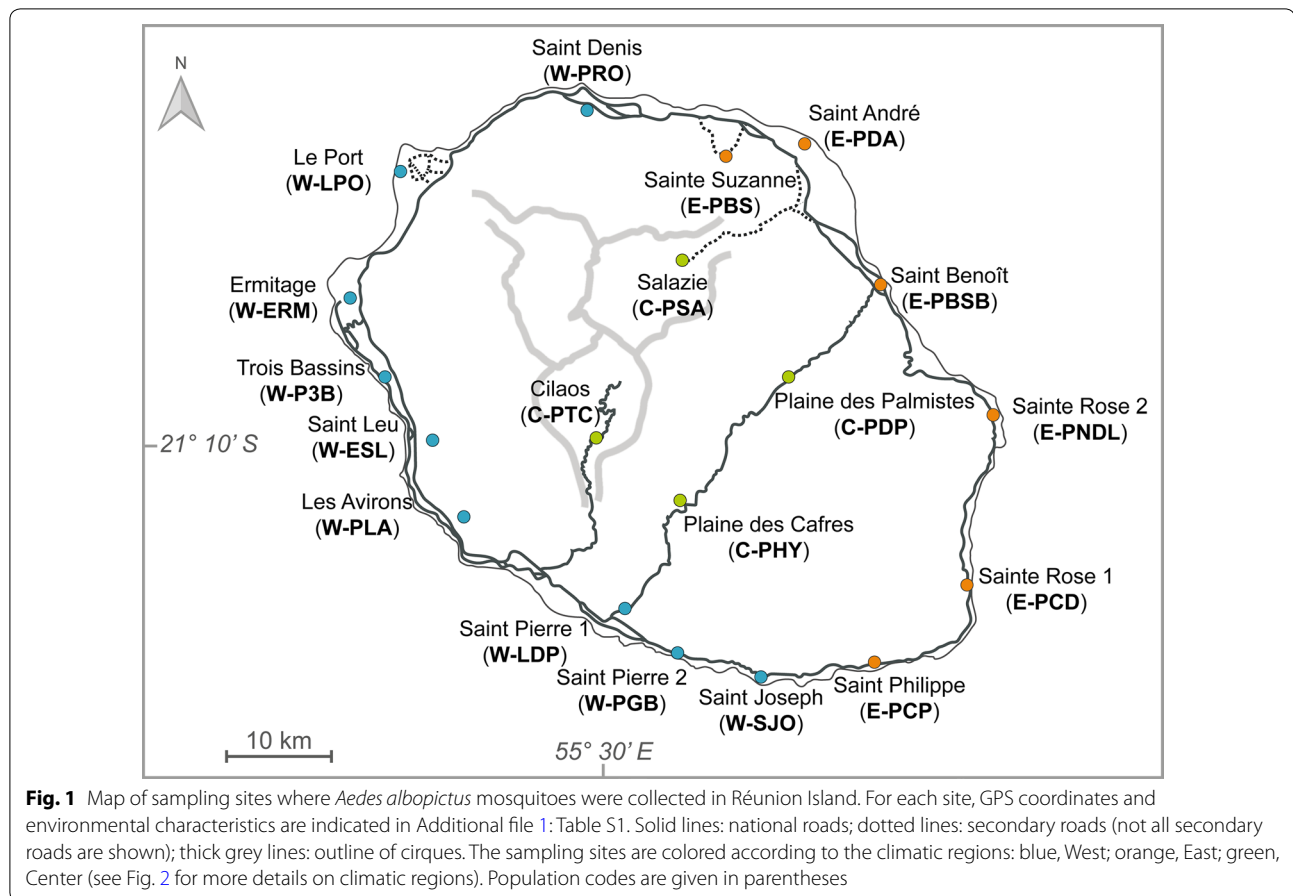 N
Saint Denis
(W-PRO)
Saint André
(E-PDA)
Le Port
(W-LPO)
Sainte Suzanne
(E-PBS)
Salazie
(C-PSA)
Saint Benoît
(E-PBSB)
Ermitage
(W-ERM)
Trois Bassins
(W-P3B)
Cilaos
(C-PTC)
Plaine des Palmistes
(C-PDP)
Sainte Rose 2
(E-PNDL)
Saint Leu
(W-ESL)
21° 10’ S
Les Avirons
(W-PLA)
Plaine des Cafres
(C-PHY)
Sainte Rose 1
(E-PCD)
Saint Pierre 1
(W-LDP)
Saint Pierre 2
(W-PGB)
Saint Joseph
(W-SJO)
Saint Philippe
(E-PCP)
10 km
55° 30’ E
Fig. 1 Map of sampling sites where Aedes albopictus mosquitoes were collected in Réunion Island. For each site, GPS coordinates and
environmental characteristics are indicated in Additional file 1: Table S1. Solid lines: national roads; dotted lines: secondary roads (not all secondary
roads are shown); thick grey lines: outline of cirques. The sampling sites are colored according to the climatic regions: blue, West; orange, East; green,
Center (see Fig. 2 for more details on climatic regions). Population codes are given in parentheses